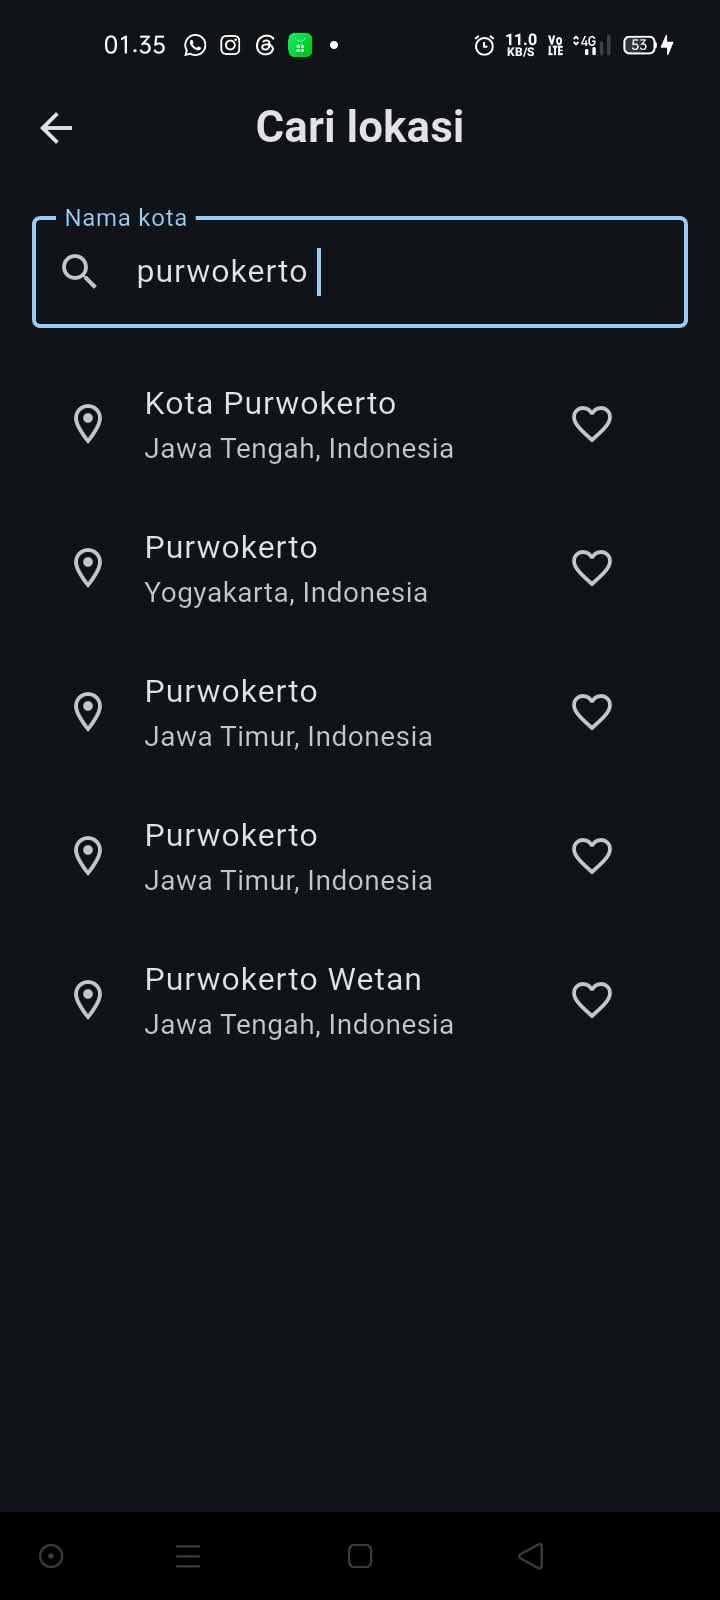 01.35
11.0 KB/S
Vo LTE
4G
53
Cari lokasi
Nama kota
purwokerto
Kota Purwokerto
Jawa Tengah, Indonesia
Purwokerto
Yogyakarta, Indonesia
Purwokerto
Jawa Timur, Indonesia
Purwokerto
Jawa Timur, Indonesia
Purwokerto Wetan
Jawa Tengah, Indonesia